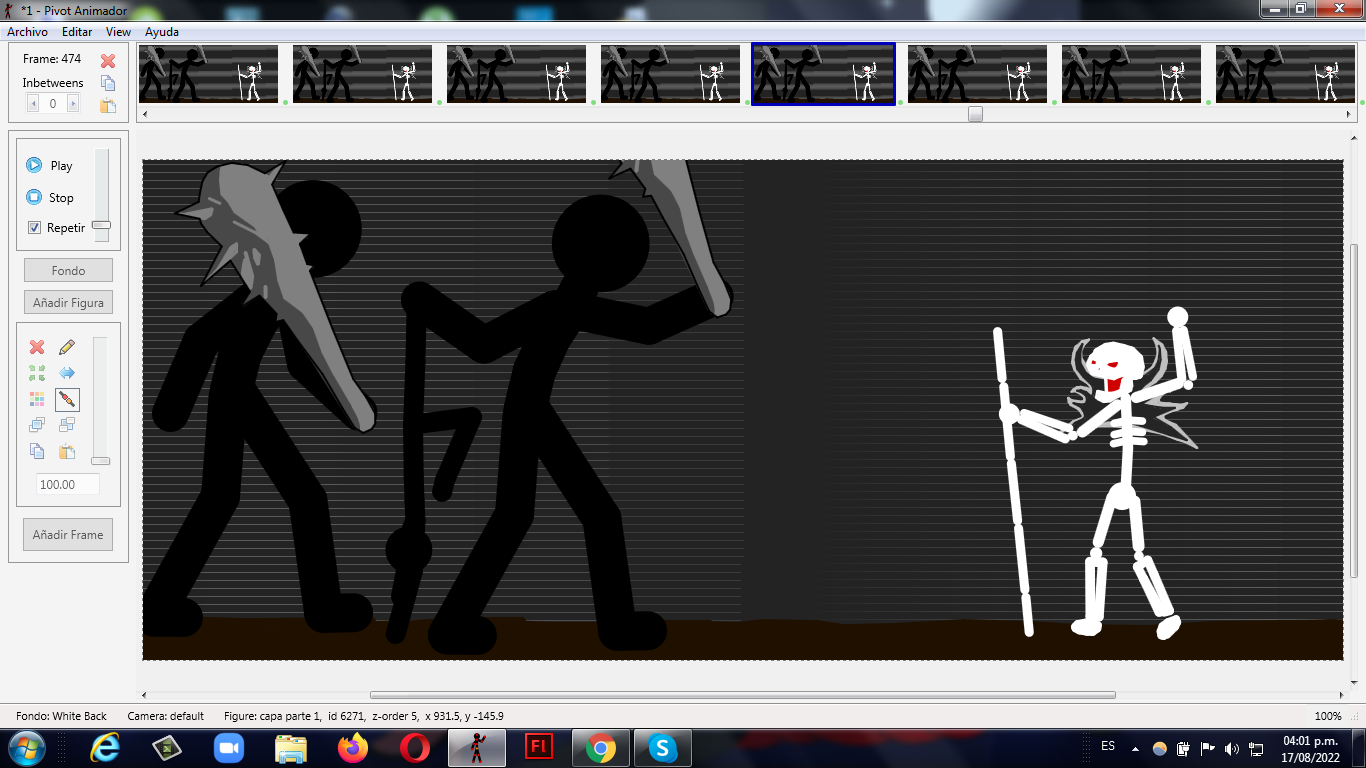 *1 - Pivot Animador
Archivo Editar View Ayuda
Frame: 474
Inbetweens
0
Play
Stop
Repetir
Fondo
Añadir Figura
100.00
Añadir Frame
Fondo: White Back Camera: default Figure: capa parte 1, id 6271, z-order 5, x 931.5, y -145.9 100%
Fl
S
ES
04:01 p.m.
17/08/2022